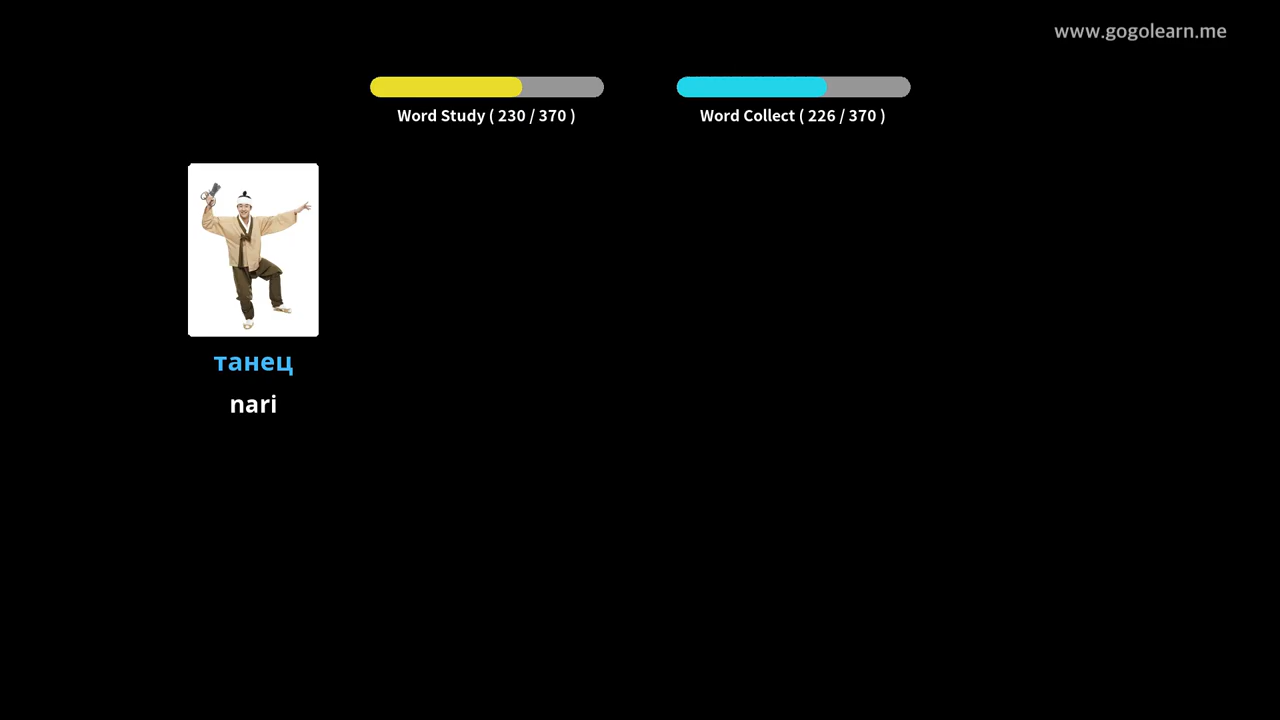 www.gogolearn.me
Word Study ( 230 / 370 )
Word Collect ( 226 / 370 )
танец
nari